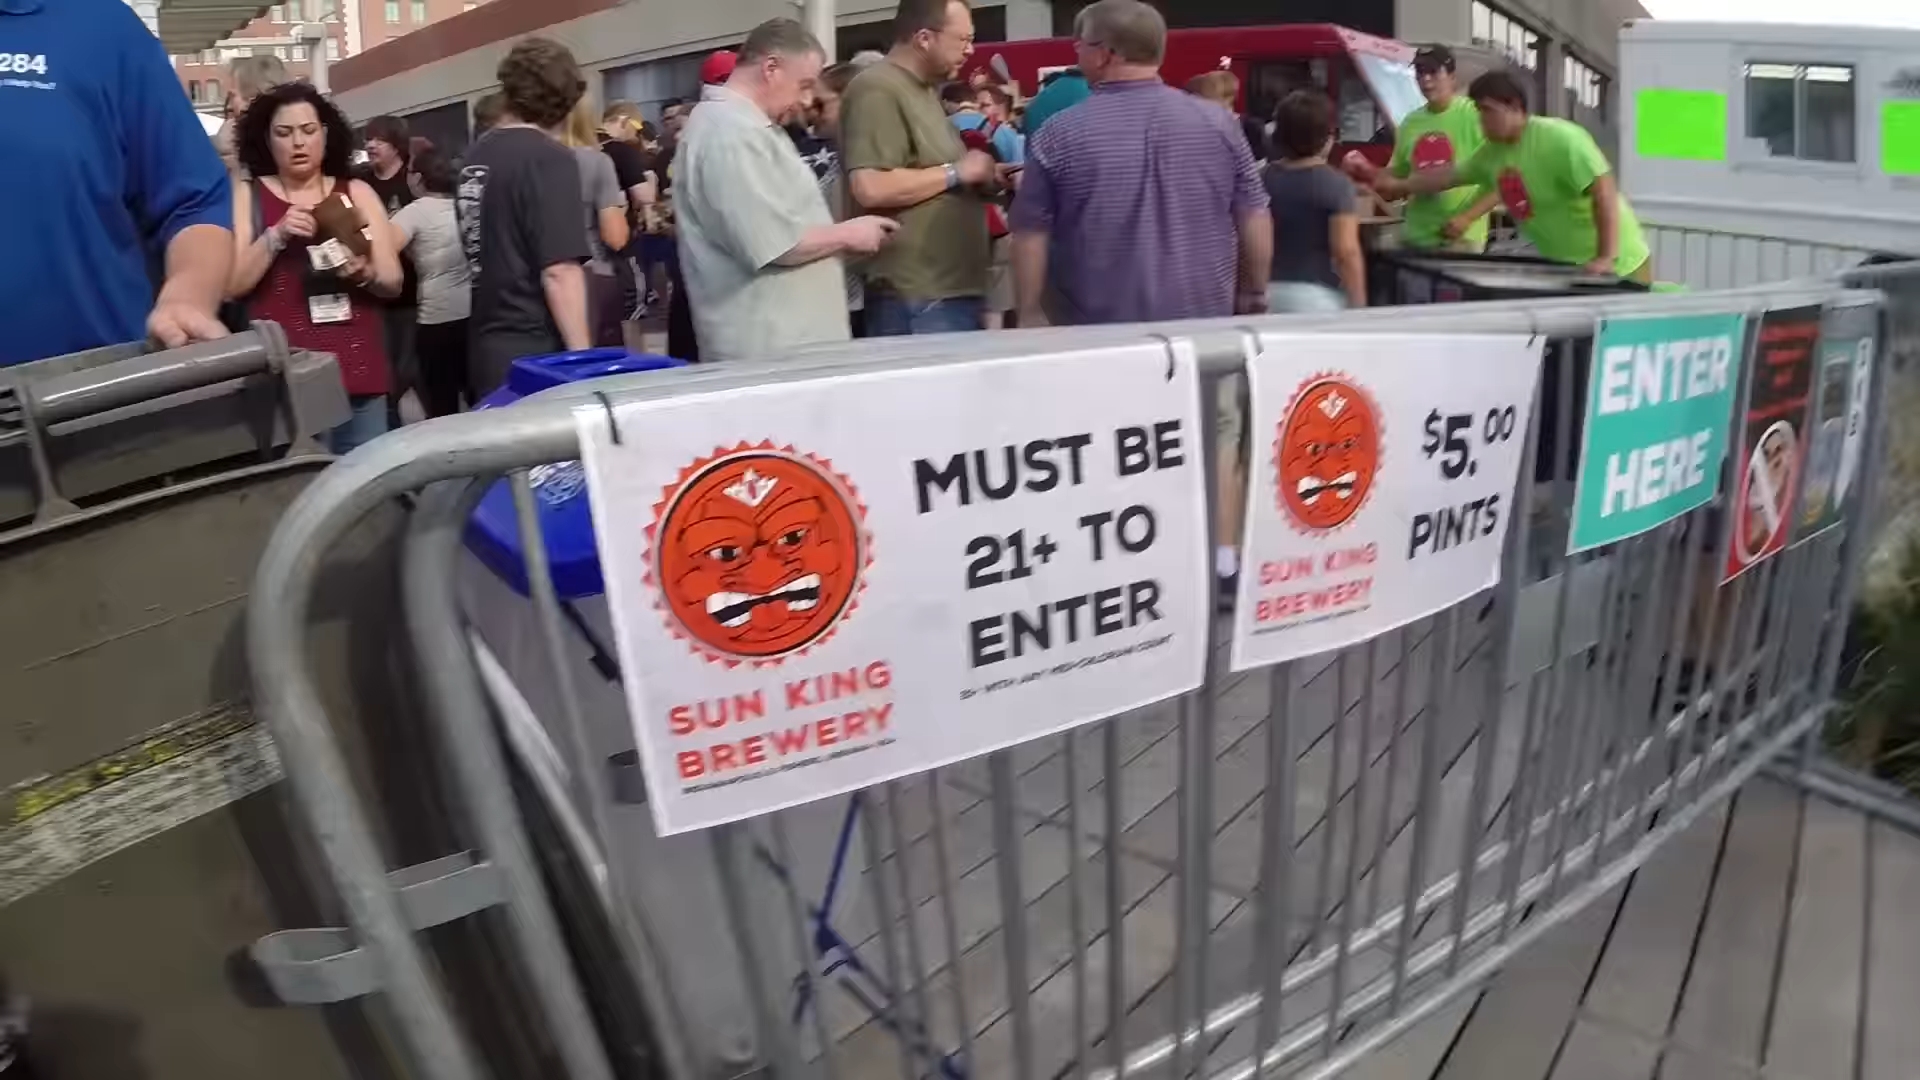 284
MUST BE
21+ TO
ENTER
SUN KING
BREWERY
$5.00
PINTS
SUN KING
BREWERY
ENTER
HERE